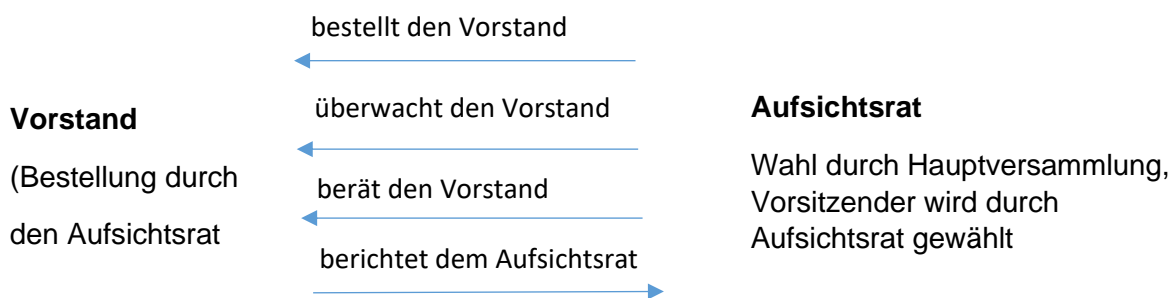 bestellt den Vorstand
überwacht den Vorstand
berät den Vorstand
berichtet dem Aufsichtsrat
Vorstand
(Bestellung durch
den Aufsichtsrat
Aufsichtsrat
Wahl durch Hauptversammlung,
Vorsitzender wird durch
Aufsichtsrat gewählt